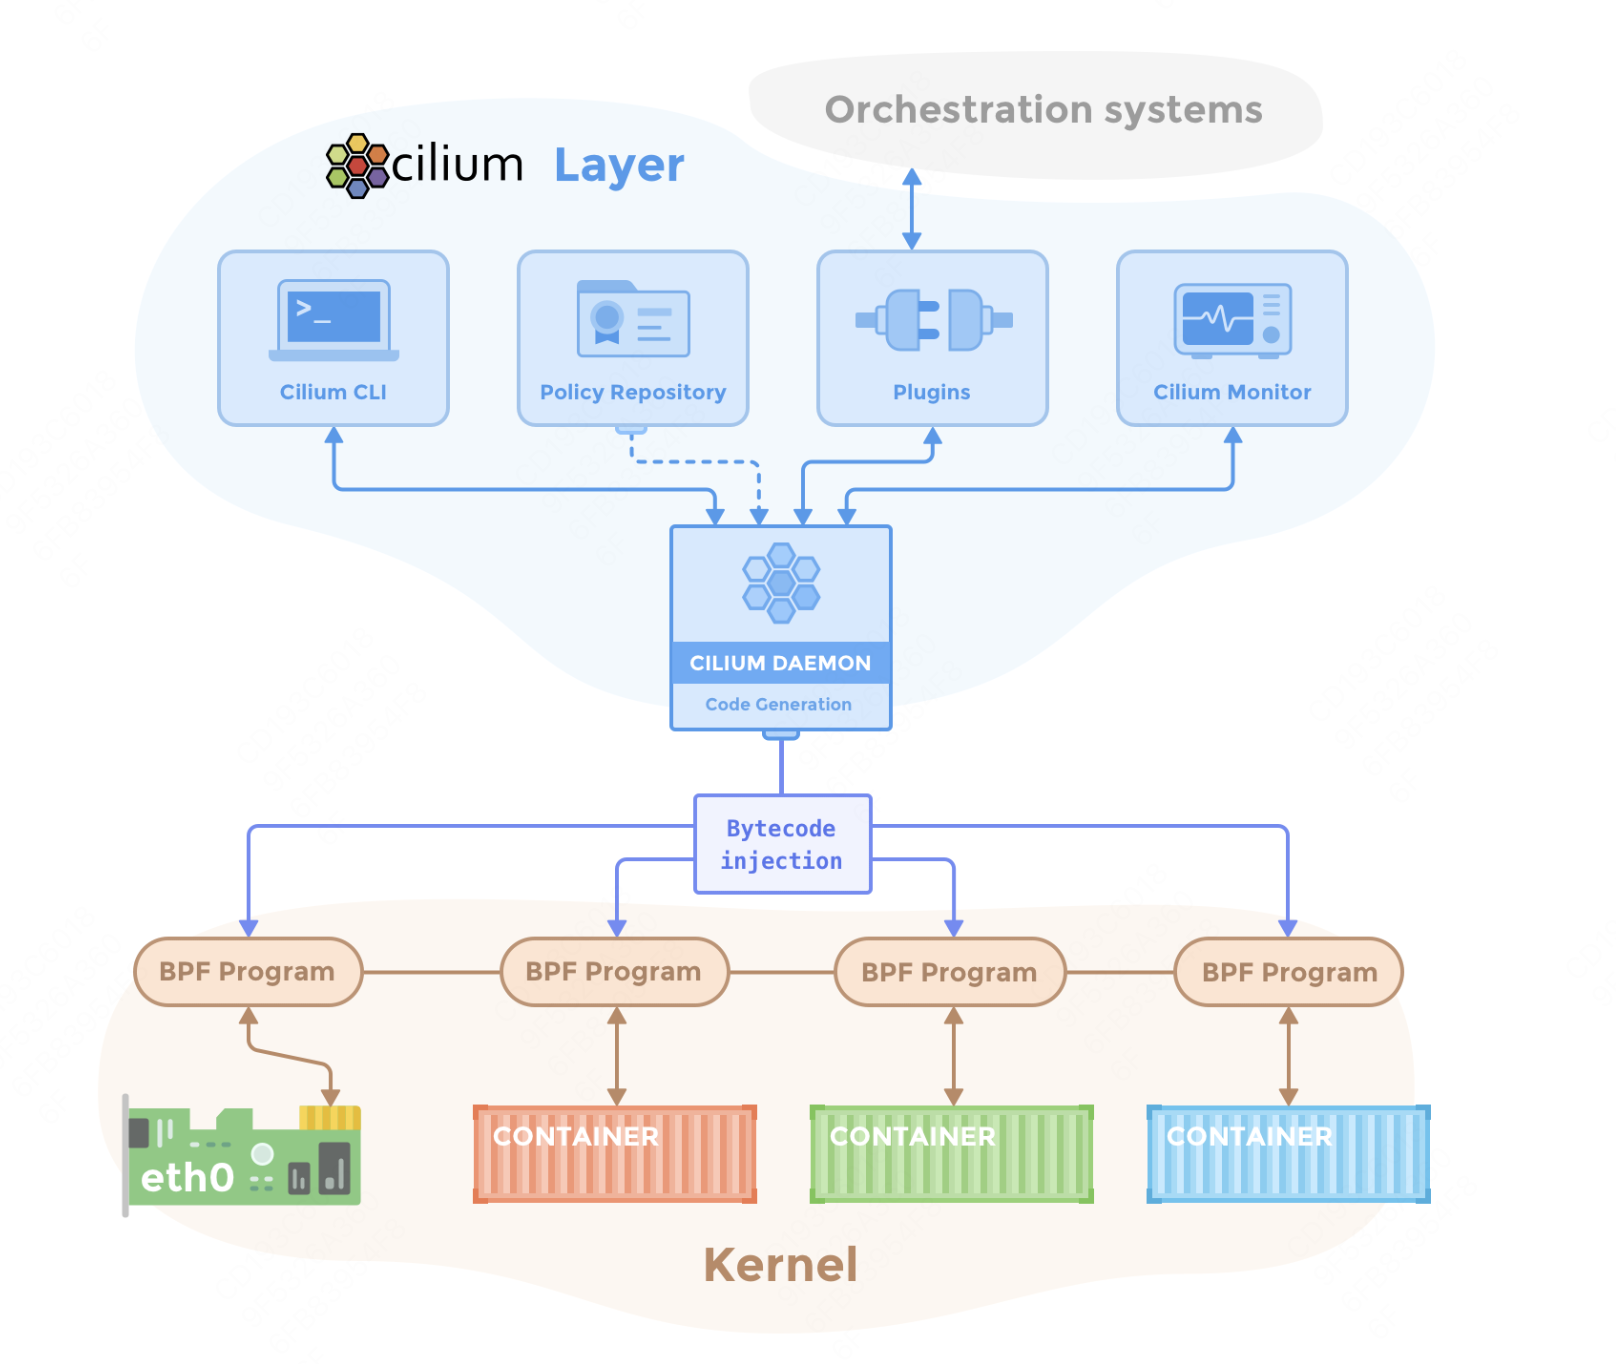 Orchestration systems
cilium Layer
>_
Cilium CLI
Policy Repository
Plugins
Cilium Monitor
CILIUM DAEMON
Code Generation
Bytecode
injection
BPF Program
BPF Program
BPF Program
BPF Program
eth0
CONTAINER
CONTAINER
CONTAINER
Kernel